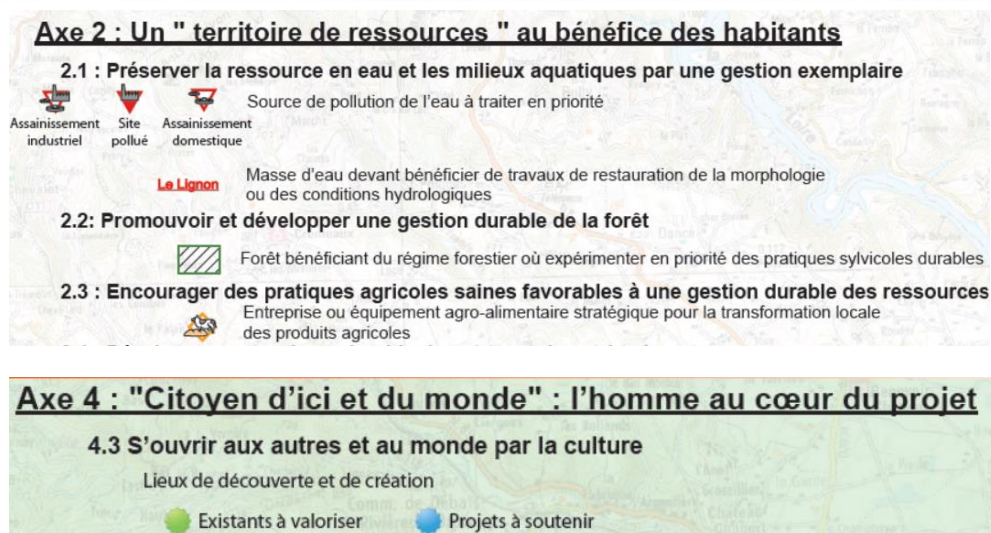 Axe 2 : Un " territoire de ressources " au bénéfice des habitants
2.1 : Préserver la ressource en eau et les milieux aquatiques par une gestion exemplaire
Assainissement industriel
Site pollué
Assainissement domestique
Source de pollution de l'eau à traiter en priorité
Le Lignon
Masse d'eau devant bénéficier de travaux de restauration de la morphologie
ou des conditions hydrologiques
2.2: Promouvoir et développer une gestion durable de la forêt
Forêt bénéficiant du régime forestier où expérimenter en priorité des pratiques sylvicoles durables
2.3 : Encourager des pratiques agricoles saines favorables à une gestion durable des ressources
Entreprise ou équipement agro-alimentaire stratégique pour la transformation locale
des produits agricoles
Axe 4 : "Citoyen d'ici et du monde" : l'homme au cœur du projet
4.3 S'ouvrir aux autres et au monde par la culture
Lieux de découverte et de création
Existants à valoriser
Projets à soutenir